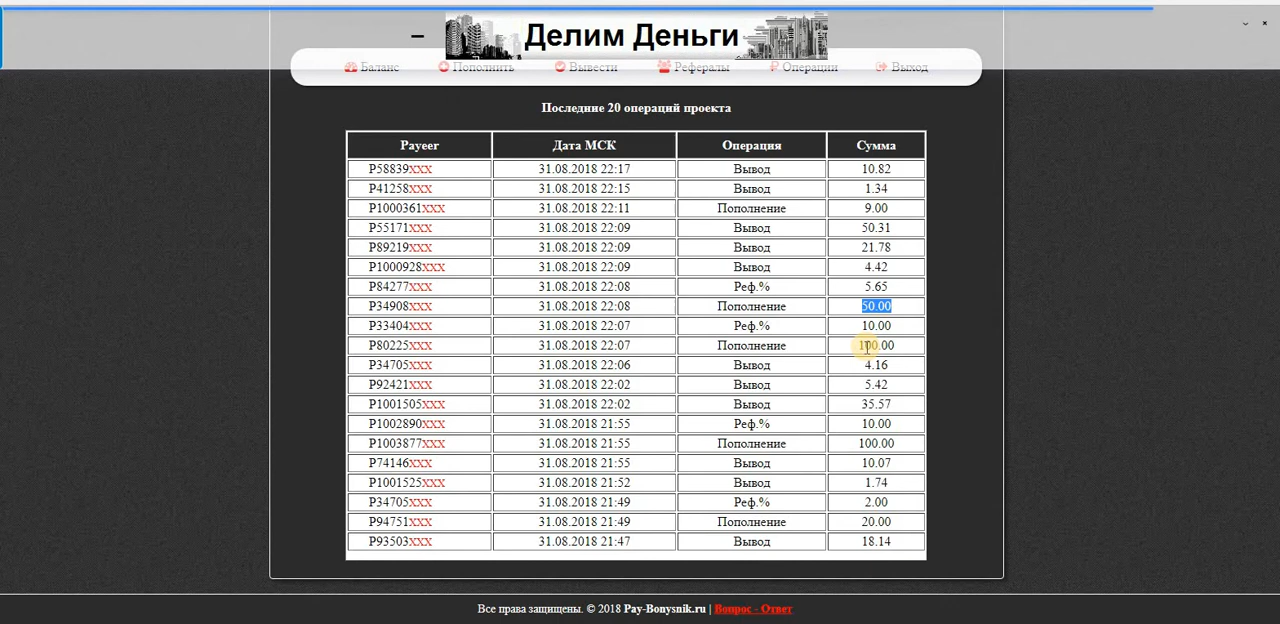 Делим Деньги
Баланс Пополнить Вывести Рефералы Операции Выход
Последние 20 операций проекта
Payeer Дата МСК Операция Сумма
P58839XXX 31.08.2018 22:17 Вывод 10.82
P41258XXX 31.08.2018 22:15 Вывод 1.34
P1000361XXX 31.08.2018 22:11 Пополнение 9.00
P55171XXX 31.08.2018 22:09 Вывод 50.31
P89219XXX 31.08.2018 22:09 Вывод 21.78
P1000928XXX 31.08.2018 22:09 Вывод 4.42
P84277XXX 31.08.2018 22:08 Реф.% 5.65
P34908XXX 31.08.2018 22:08 Пополнение 50.00
P33404XXX 31.08.2018 22:07 Реф.% 10.00
P80225XXX 31.08.2018 22:07 Пополнение 100.00
P34705XXX 31.08.2018 22:06 Вывод 4.16
P92421XXX 31.08.2018 22:02 Вывод 5.42
P1001505XXX 31.08.2018 22:02 Вывод 35.57
P1002890XXX 31.08.2018 21:55 Реф.% 10.00
P1003877XXX 31.08.2018 21:55 Пополнение 100.00
P74146XXX 31.08.2018 21:55 Вывод 10.07
P1001525XXX 31.08.2018 21:52 Вывод 1.74
P34705XXX 31.08.2018 21:49 Реф.% 2.00
P94751XXX 31.08.2018 21:49 Пополнение 20.00
P93503XXX 31.08.2018 21:47 Вывод 18.14
Все права защищены. © 2018 Pay-Bonysnik.ru | Вопрос - Ответ